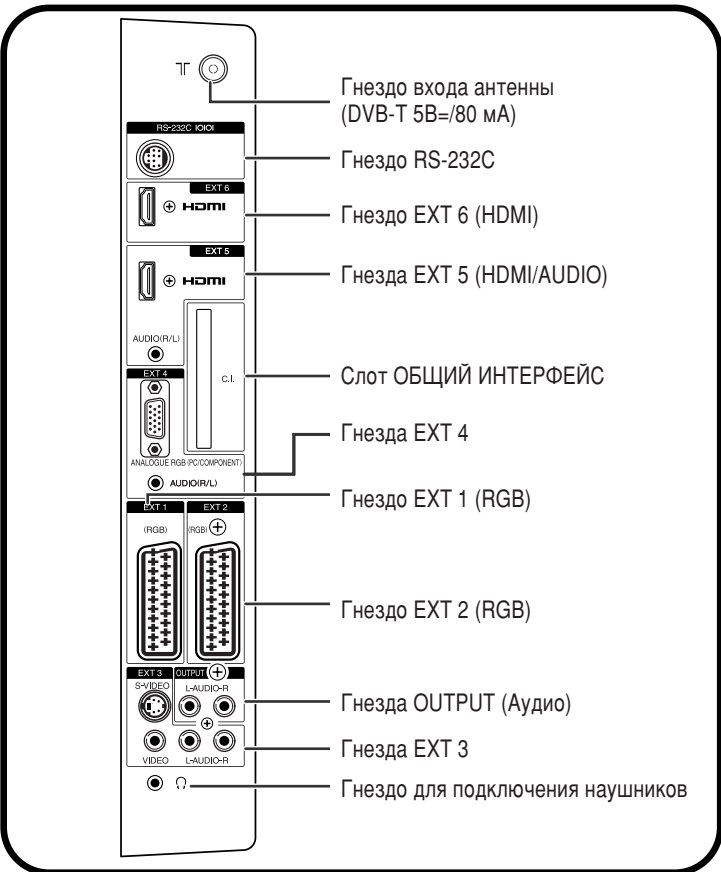 Гнездо входа антенны
(DVB-T 5В=/80 мА)
RS-232C IOIOI
Гнездо RS-232C
EXT 6
HDMI
Гнездо EXT 6 (HDMI)
EXT 5
HDMI
Гнезда EXT 5 (HDMI/AUDIO)
AUDIO(R/L)
C.I.
Слот ОБЩИЙ ИНТЕРФЕЙС
EXT 4
ANALOGUE RGB (PC/COMPONENT)
Гнезда EXT 4
AUDIO(R/L)
Гнездо EXT 1 (RGB)
EXT 1
EXT 2
(RGB)
(RGB)
Гнездо EXT 2 (RGB)
EXT 3
OUTPUT
S-VIDEO
L-AUDIO-R
Гнезда OUTPUT (Аудио)
Гнезда EXT 3
VIDEO
L-AUDIO-R
Гнездо для подключения наушников